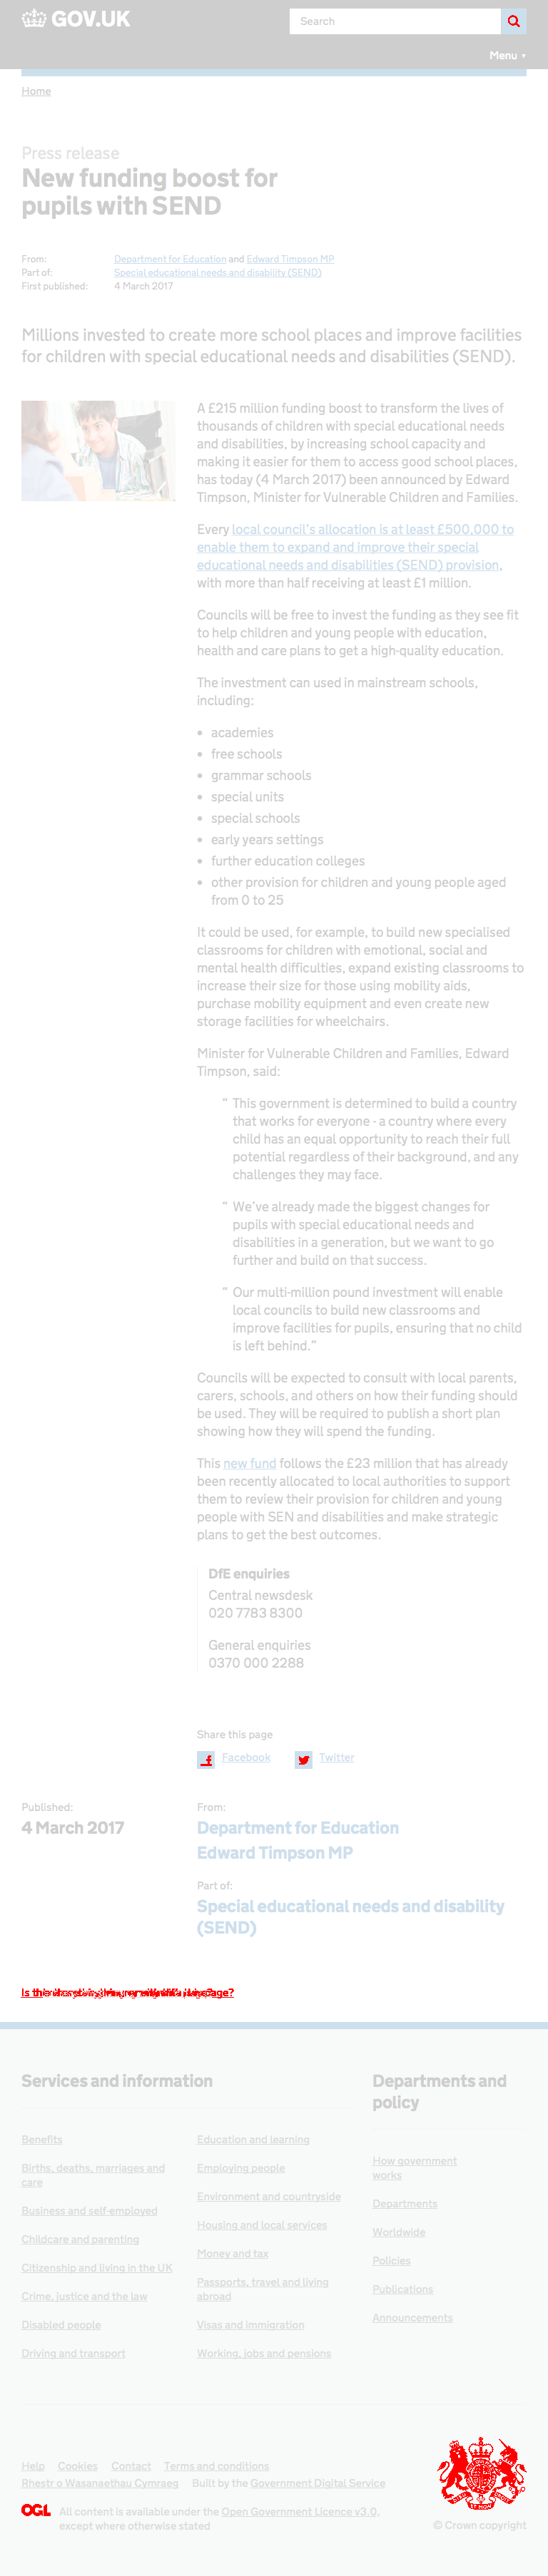 GOV.UK
Search
Menu ▼
Home
Press release
New funding boost for
pupils with SEND
From: Department for Education and Edward Timpson MP
Part of: Special educational needs and disability (SEND)
First published: 4 March 2017
Millions invested to create more school places and improve facilities
for children with special educational needs and disabilities (SEND).
A £215 million funding boost to transform the lives of
thousands of children with special educational needs
and disabilities, by increasing school capacity and
making it easier for them to access good school places,
has today (4 March 2017) been announced by Edward
Timpson, Minister for Vulnerable Children and Families.
Every local council's allocation is at least £500,000 to
enable them to expand and improve their special
educational needs and disabilities (SEND) provision,
with more than half receiving at least £1 million.
Councils will be free to invest the funding as they see fit
to help children and young people with education,
health and care plans to get a high-quality education.
The investment can used in mainstream schools,
including:
• academies
• free schools
• grammar schools
• special units
• special schools
• early years settings
• further education colleges
• other provision for children and young people aged
from 0 to 25
It could be used, for example, to build new specialised
classrooms for children with emotional, social and
mental health difficulties, expand existing classrooms to
increase their size for those using mobility aids,
purchase mobility equipment and even create new
storage facilities for wheelchairs.
Minister for Vulnerable Children and Families, Edward
Timpson, said:
“ This government is determined to build a country
that works for everyone - a country where every
child has an equal opportunity to reach their full
potential regardless of their background, and any
challenges they may face.
“ We've already made the biggest changes for
pupils with special educational needs and
disabilities in a generation, but we want to go
further and build on that success.
“ Our multi-million pound investment will enable
local councils to build new classrooms and
improve facilities for pupils, ensuring that no child
is left behind.”
Councils will be expected to consult with local parents,
carers, schools, and others on how their funding should
be used. They will be required to publish a short plan
showing how they will spend the funding.
This new fund follows the £23 million that has already
been recently allocated to local authorities to support
them to review their provision for children and young
people with SEN and disabilities and make strategic
plans to get the best outcomes.
DfE enquiries
Central newsdesk
020 7783 8300
General enquiries
0370 000 2288
Share this page
Facebook Twitter
Published:
4 March 2017
From:
Department for Education
Edward Timpson MP
Part of:
Special educational needs and disability
(SEND)
Services and information
Benefits
Births, deaths, marriages and
care
Business and self-employed
Childcare and parenting
Citizenship and living in the UK
Crime, justice and the law
Disabled people
Driving and transport
Education and learning
Employing people
Environment and countryside
Housing and local services
Money and tax
Passports, travel and living
abroad
Visas and immigration
Working, jobs and pensions
Departments and
policy
How government
works
Departments
Worldwide
Policies
Publications
Announcements
Help Cookies Contact Terms and conditions
Rhestr o Wasanaethau Cymraeg Built by the Government Digital Service
OGL All content is available under the Open Government Licence v3.0,
except where otherwise stated
© Crown copyright